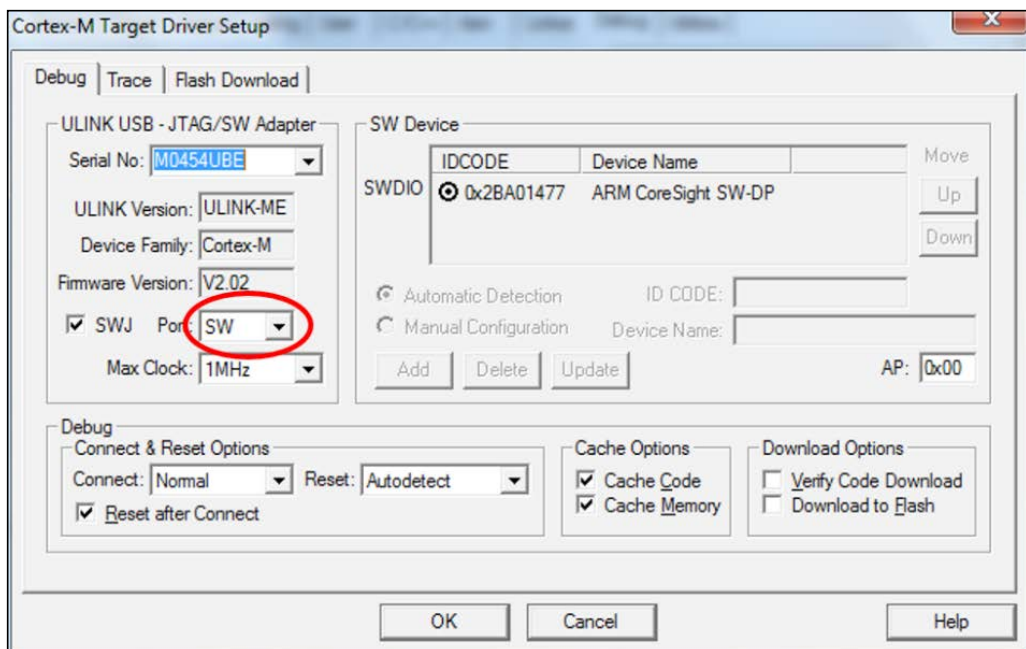 Cortex-M Target Driver Setup
Debug Trace Flash Download
ULINK USB - JTAG/SW Adapter
Serial No: M0454UBE
ULINK Version: ULINK-ME
Device Family: Cortex-M
Firmware Version: V2.02
SWJ Port: SW
Max Clock: 1MHz
SW Device
IDCODE Device Name
SWDIO 0x2BA01477 ARM CoreSight SW-DP
Move
Up
Down
Automatic Detection ID CODE:
Manual Configuration Device Name:
Add Delete Update AP: 0x00
Debug
Connect & Reset Options
Connect: Normal Reset: Autodetect
Reset after Connect
Cache Options
Cache Code
Cache Memory
Download Options
Verify Code Download
Download to Flash
OK Cancel Help